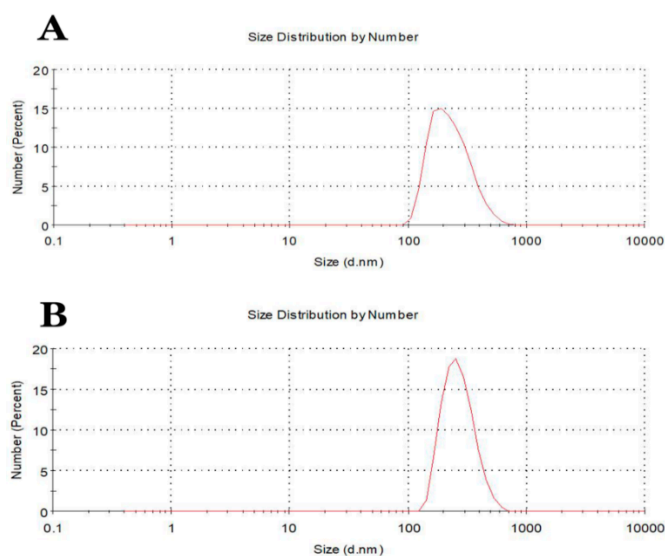 A
Size Distribution by Number
Number (Percent)
20
15
10
5
0
0.1 1 10 100 1000 10000
Size (d.nm)
B
Size Distribution by Number
Number (Percent)
20
15
10
5
0
0.1 1 10 100 1000 10000
Size (d.nm)